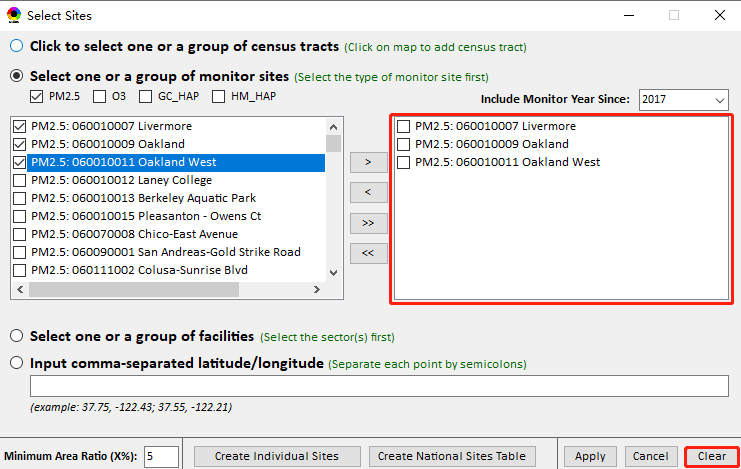 Select Sites
Click to select one or a group of census tracts (Click on map to add census tract)
Select one or a group of monitor sites (Select the type of monitor site first)
PM2.5 O3 GC_HAP HM_HAP
Include Monitor Year Since: 2017
PM2.5: 060010007 Livermore
PM2.5: 060010009 Oakland
PM2.5: 060010011 Oakland West
PM2.5: 060010012 Laney College
PM2.5: 060010013 Berkeley Aquatic Park
PM2.5: 060010015 Pleasanton - Owens Ct
PM2.5: 060070008 Chico-East Avenue
PM2.5: 060090001 San Andreas-Gold Strike Road
PM2.5: 060111002 Colusa-Sunrise Blvd
>
<
>>
<<
PM2.5: 060010007 Livermore
PM2.5: 060010009 Oakland
PM2.5: 060010011 Oakland West
Select one or a group of facilities (Select the sector(s) first)
Input comma-separated latitude/longitude (Separate each point by semicolons)
(example: 37.75, -122.43; 37.55, -122.21)
Minimum Area Ratio (X%): 5 Create Individual Sites Create National Sites Table Apply Cancel Clear